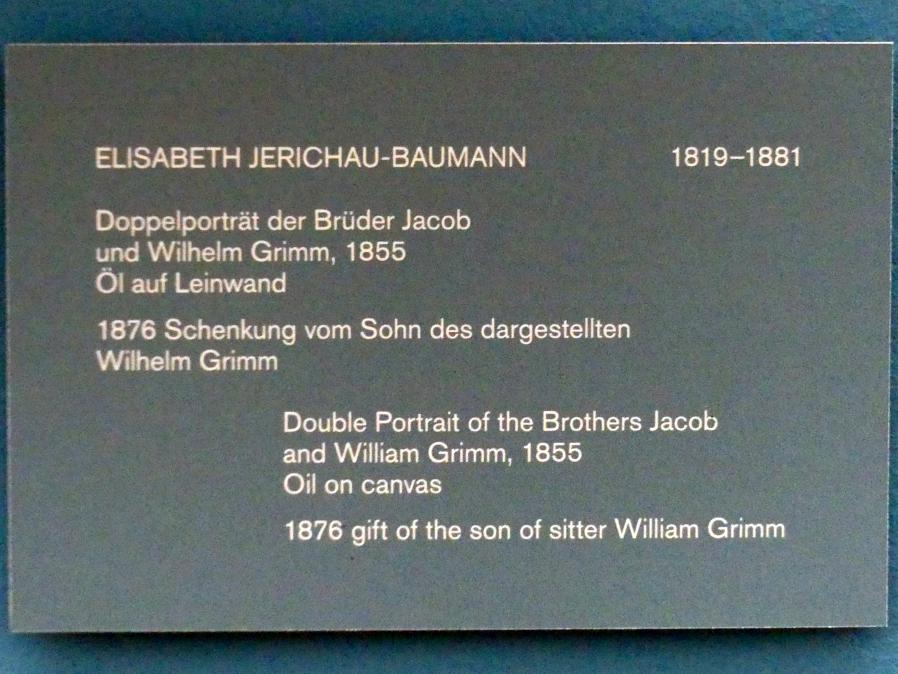 ELISABETH JERICHAU-BAUMANN 1819–1881
Doppelporträt der Brüder Jacob
und Wilhelm Grimm, 1855
Öl auf Leinwand
1876 Schenkung vom Sohn des dargestellten
Wilhelm Grimm
Double Portrait of the Brothers Jacob
and William Grimm, 1855
Oil on canvas
1876 gift of the son of sitter William Grimm